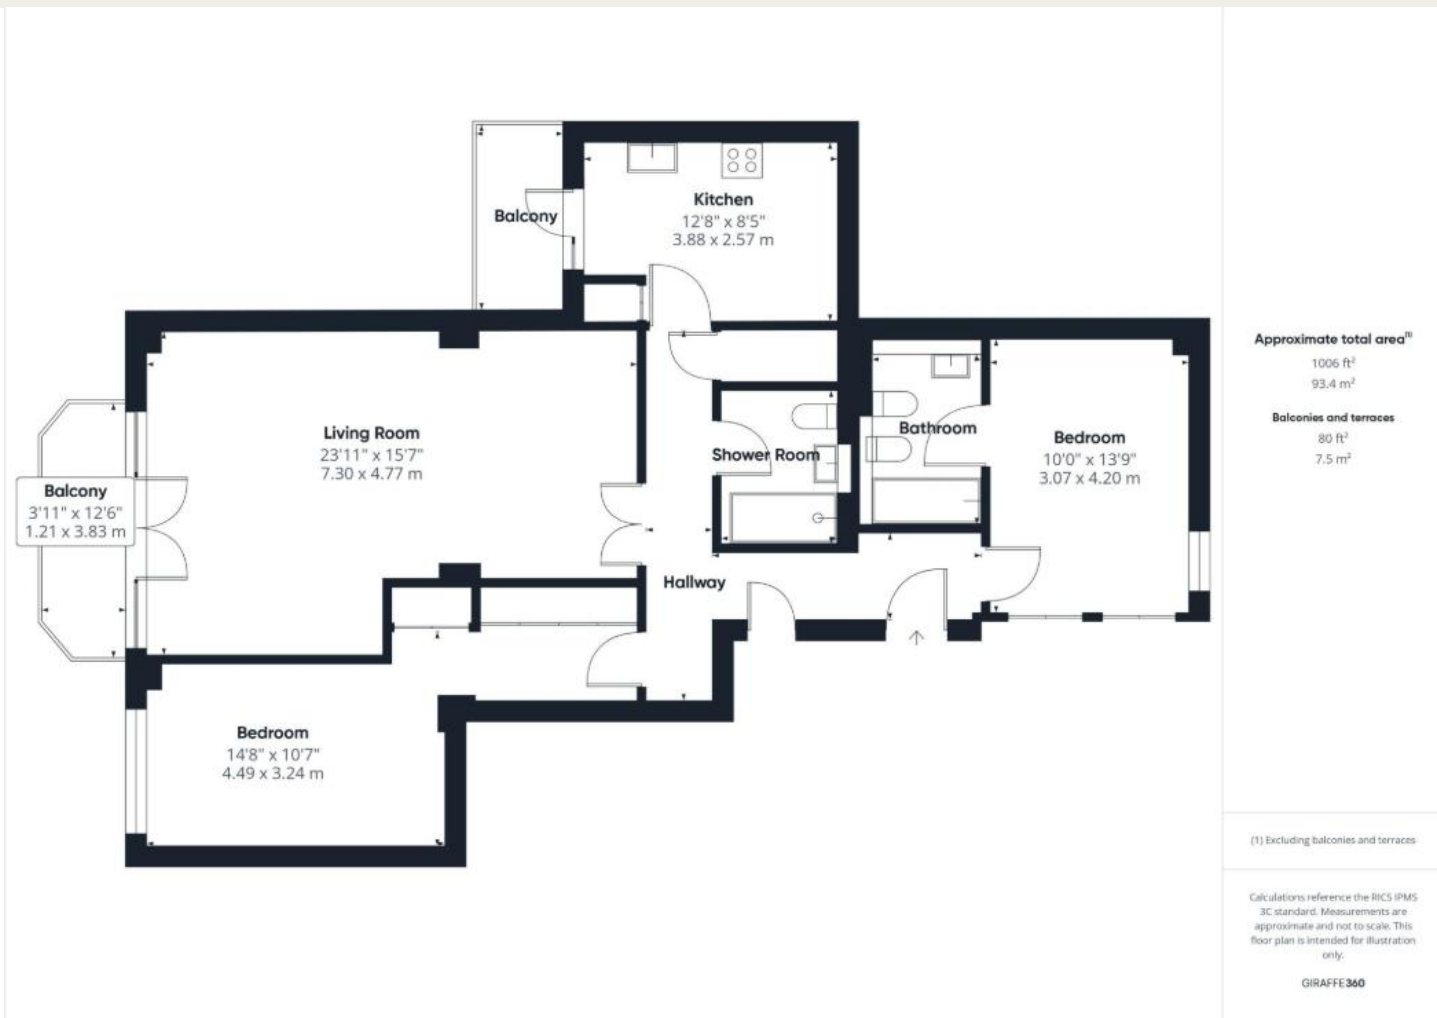 Balcony
Kitchen
12'8" x 8'5"
3.88 x 2.57 m
Living Room
23'11" x 15'7"
7.30 x 4.77 m
Balcony
3'11" x 12'6"
1.21 x 3.83 m
Shower Room
Bathroom
Bedroom
10'0" x 13'9"
3.07 x 4.20 m
Hallway
Bedroom
14'8" x 10'7"
4.49 x 3.24 m
Approximate total area(1)
1006 ft²
93.4 m²
Balconies and terraces
80 ft²
7.5 m²
(1) Excluding balconies and terraces
Calculations reference the RICS IPMS
3C standard. Measurements are
approximate and not to scale. This
floor plan is intended for illustration
only.
GIRAFFE360